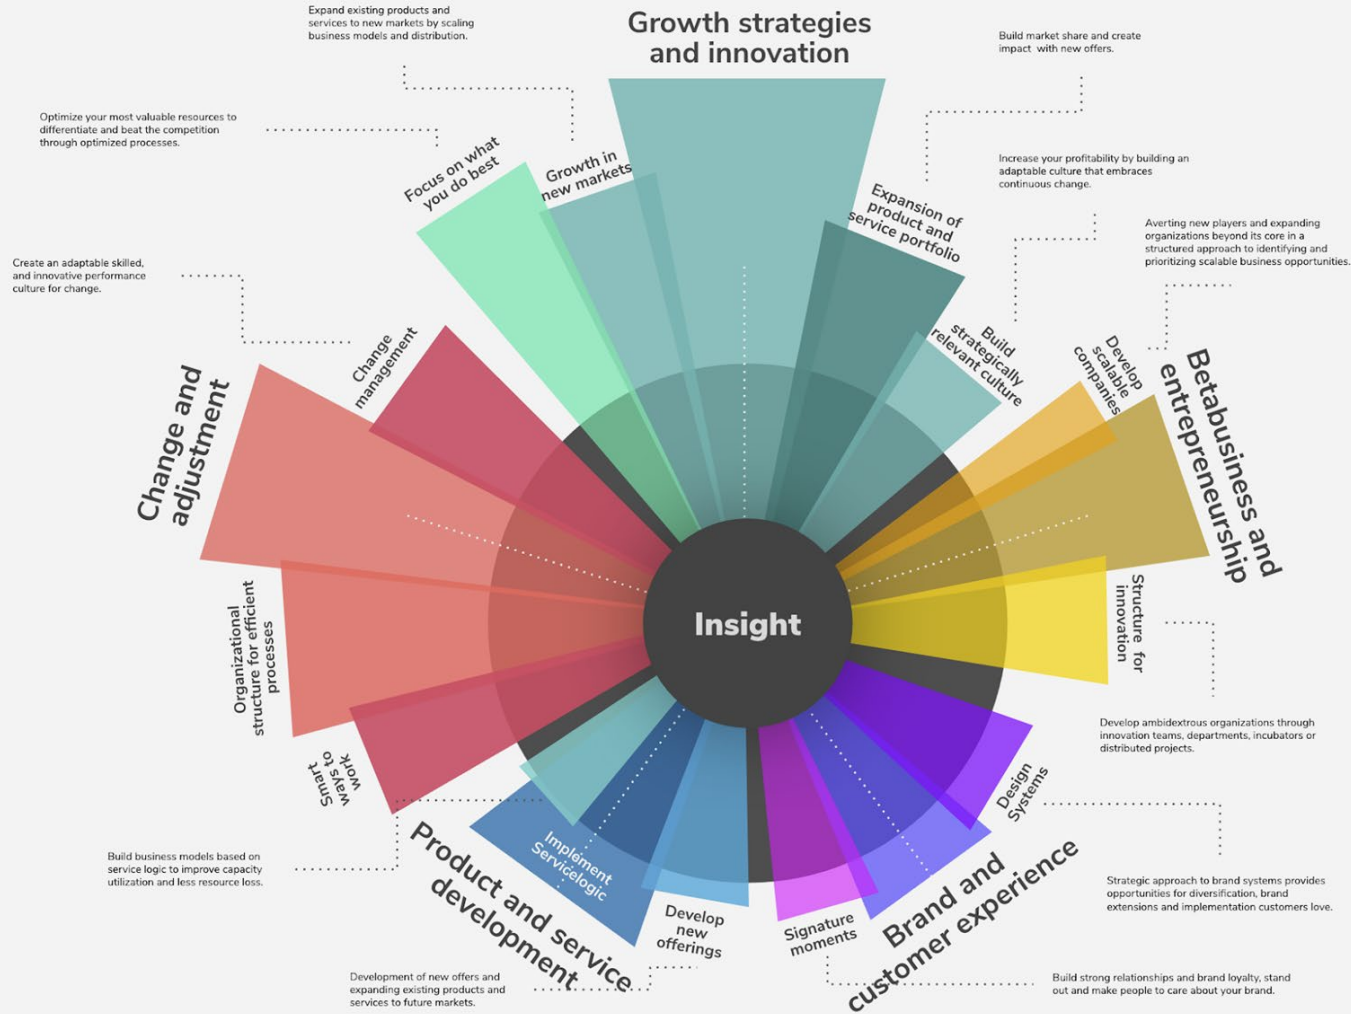 Growth strategies
and innovation
Expand existing products and
services to new markets by scaling
business models and distribution.
Build market share and create
impact with new offers.
Optimize your most valuable resources to
differentiate and beat the competition
through optimized processes.
Focus on what
you do best
Growth in
new markets
Expansion of
product and
service portfolio
Increase your profitability by building an
adaptable culture that embraces
continuous change.
Averting new players and expanding
organizations beyond its core in a
structured approach to identifying and
prioritizing scalable business opportunities.
Create an adaptable skilled,
and innovative performance
culture for change.
Change
management
Build
strategically
relevant culture
Develop
scalable
companies
Betabusiness and
entrepreneurship
Change and
adjustment
Insight
Structure for
innovation
Organizational
structure for efficient
processes
Smart
ways to
work
Develop ambidextrous organizations through
innovation teams, departments, incubators or
distributed projects.
Design
Systems
Implement
Servicelogic
Product and service
development
Develop
new
offerings
Signature
moments
Brand and
customer experience
Build business models based on
service logic to improve capacity
utilization and less resource loss.
Strategic approach to brand systems provides
opportunities for diversification, brand
extensions and implementation customers love.
Development of new offers and
expanding existing products and
services to future markets.
Build strong relationships and brand loyalty, stand
out and make people to care about your brand.